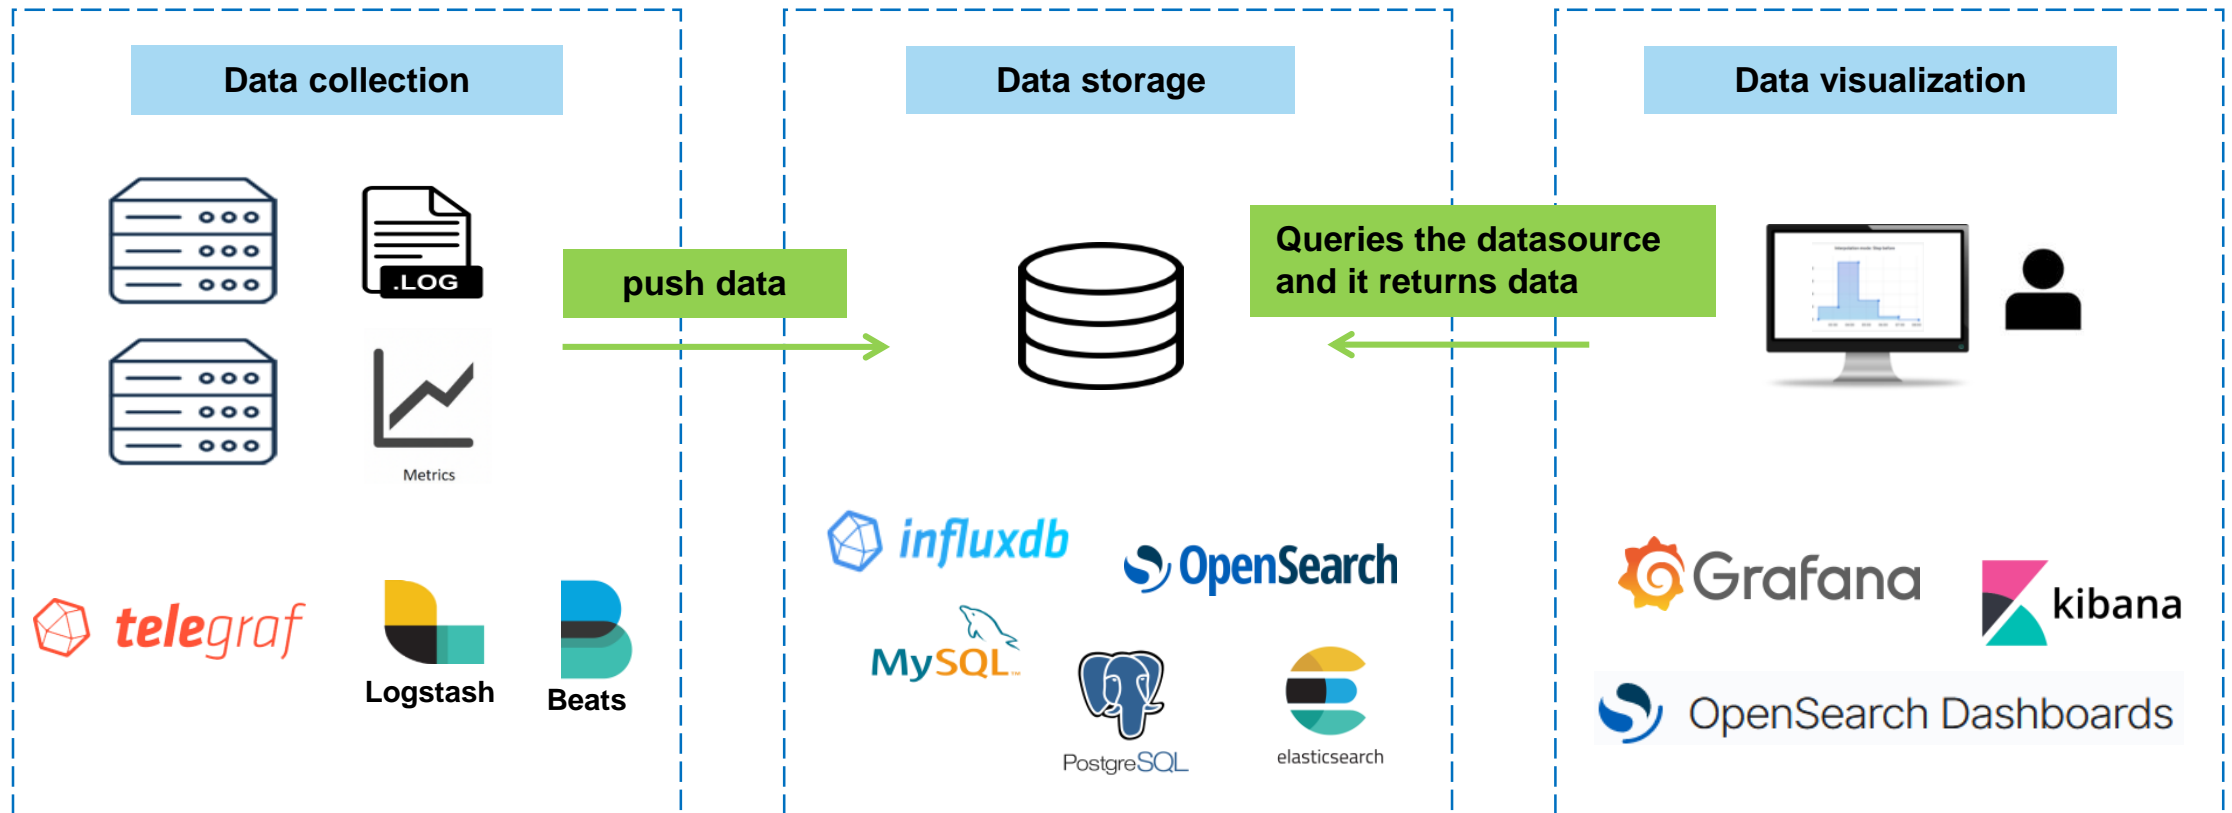 Data collection
Data storage
Data visualization
.LOG
Metrics
push data
Queries the datasource
and it returns data
telegraf
Logstash
Beats
influxdb
OpenSearch
MySQL
PostgreSQL
elasticsearch
Grafana
kibana
OpenSearch Dashboards